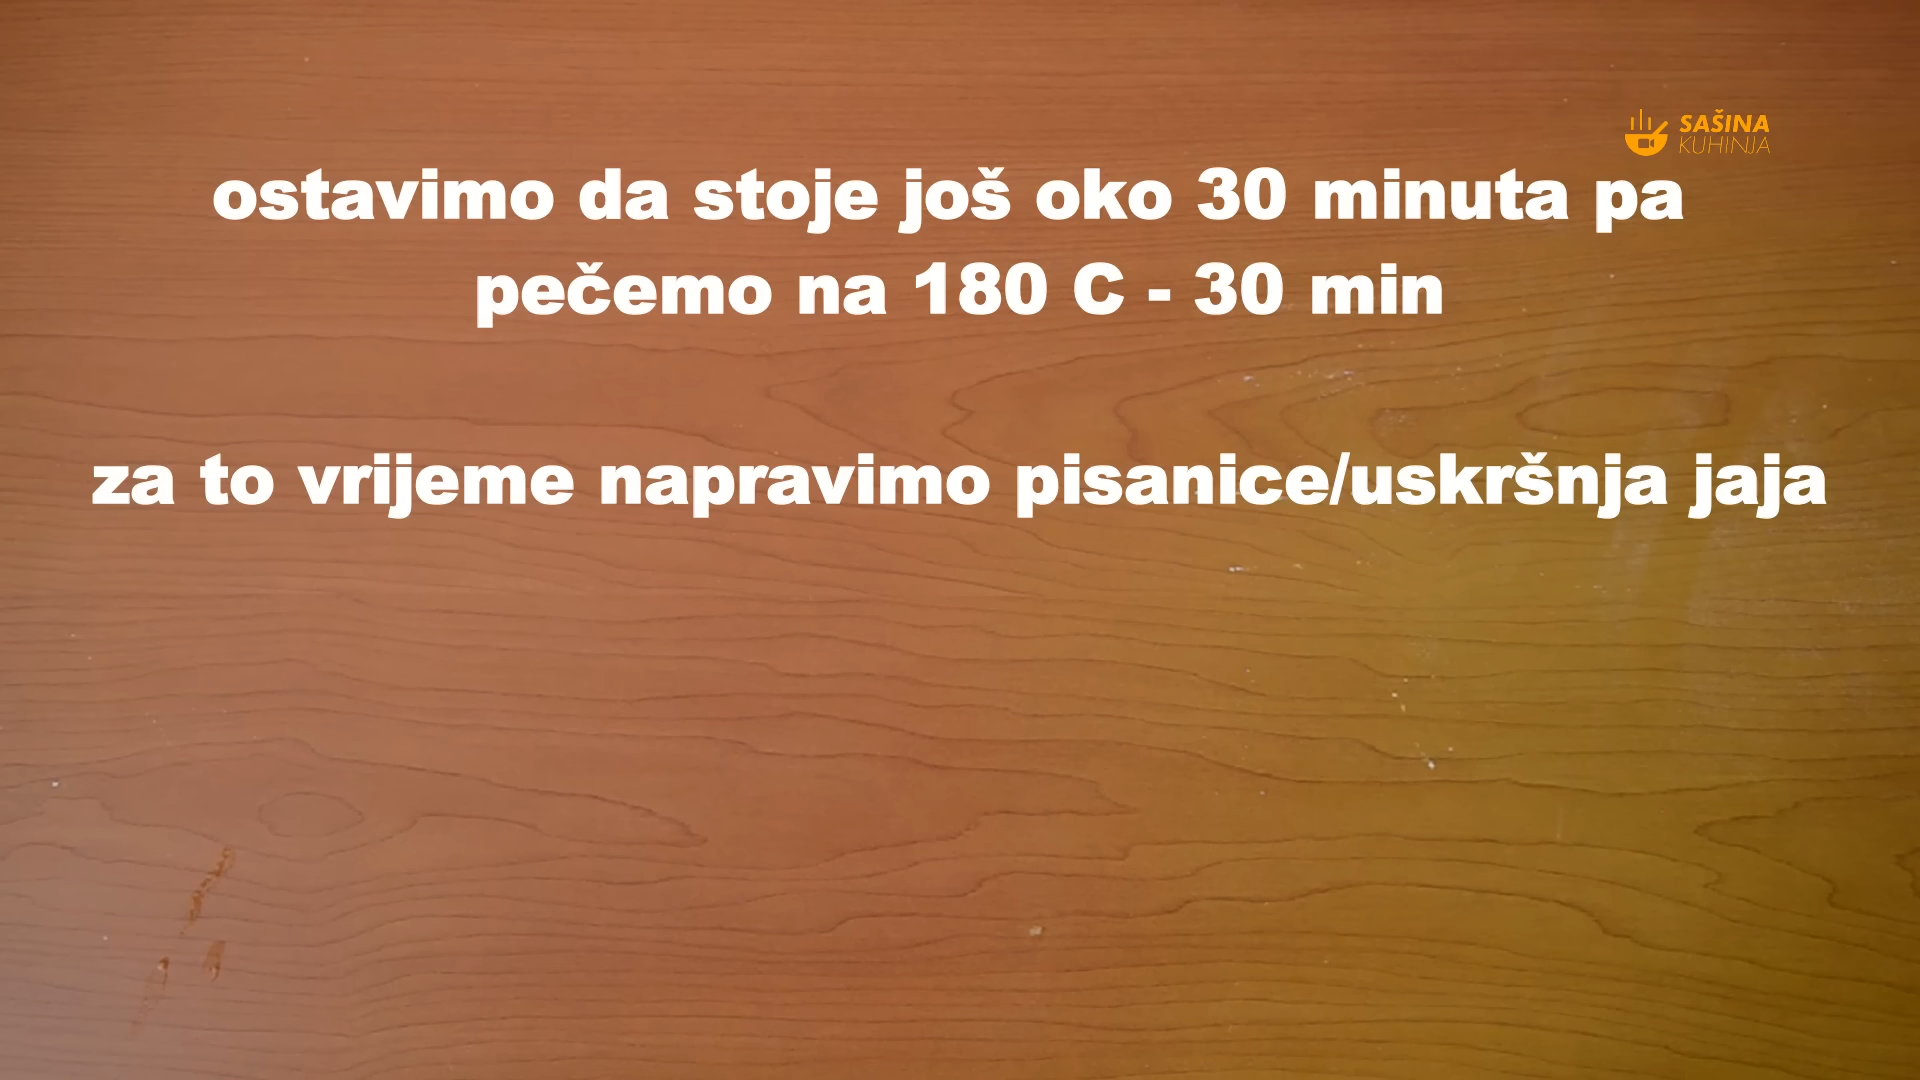 SAŠINA
KUHINJA
ostavimo da stoje još oko 30 minuta pa
pečemo na 180 C - 30 min
za to vrijeme napravimo pisanice/uskršnja jaja